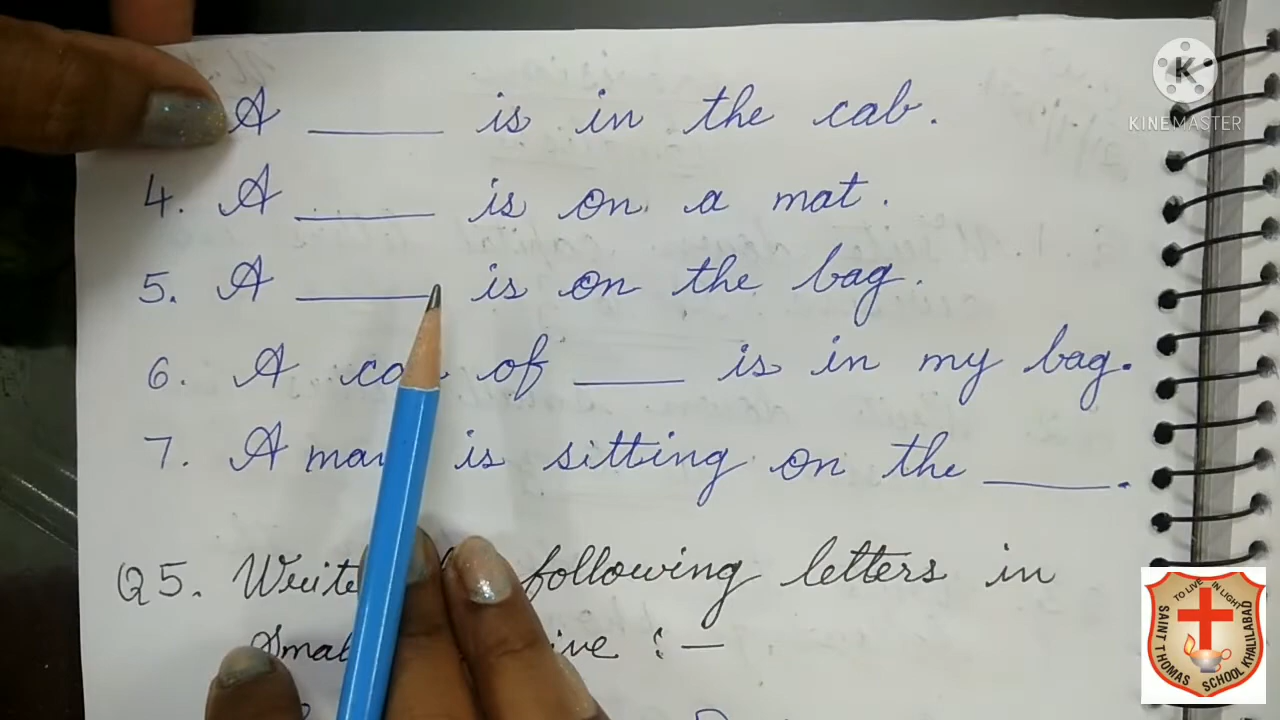 A ____ is in the cab.
4. A ____ is on a mat.
5. A ____ is on the bag.
6. A of ____ is in my bag.
7. A man is sitting on the ____.
Q5. Write following letters in
:-
K
KINEMASTER
TO LIVE IN LIGHT
SAINT THOMAS SCHOOL KHALILABAD